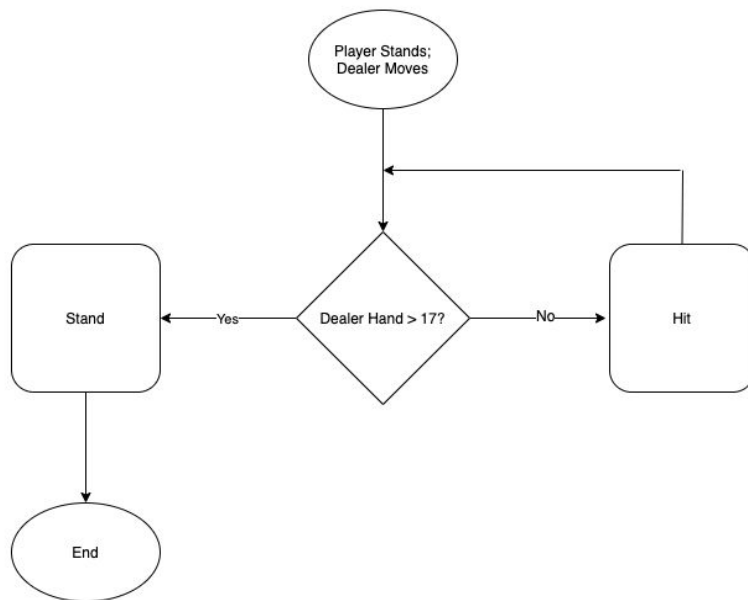 Player Stands;
Dealer Moves
Stand
Yes
Dealer Hand > 17?
No
Hit
End